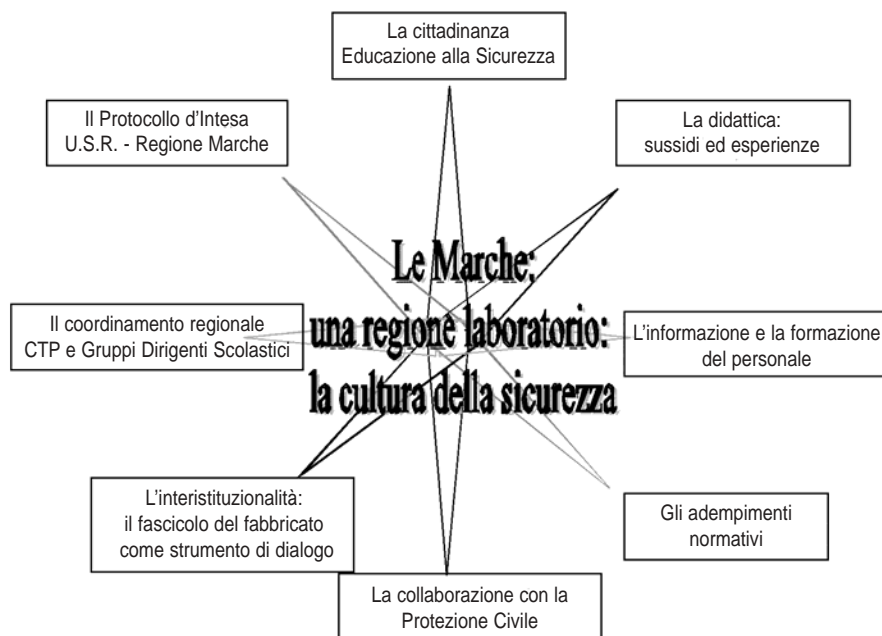 La cittadinanza
Educazione alla Sicurezza
Il Protocollo d'Intesa
U.S.R. - Regione Marche
La didattica:
sussidi ed esperienze
Le Marche:
una regione laboratorio:
la cultura della sicurezza
Il coordinamento regionale
CTP e Gruppi Dirigenti Scolastici
L'informazione e la formazione
del personale
L'interistituzionalità:
il fascicolo del fabbricato
come strumento di dialogo
Gli adempimenti
normativi
La collaborazione con la
Protezione Civile